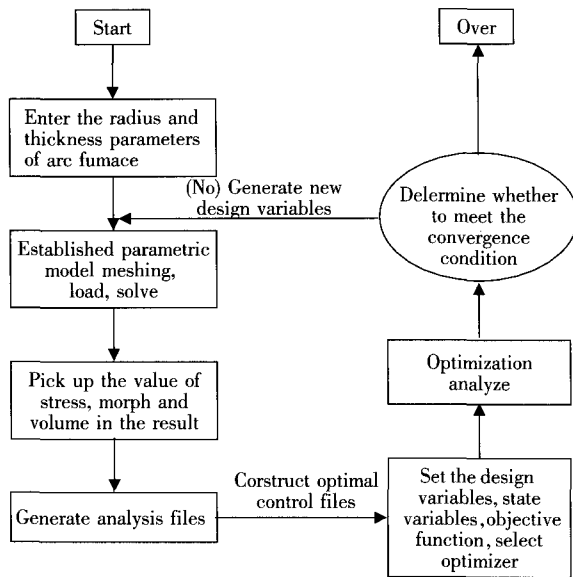 Start
Enter the radius and
thickness parameters
of arc fumace
(No) Generate new
design variables
Established parametric
model meshing,
load, solve
Pick up the value of
stress, morph and
volume in the result
Generate analysis files
Corstruct optimal
control files
Set the design
variables, state
variables, objective
function, select
optimizer
Optimization
analyze
Delermine whether
to meet the
convergence
condition
Over